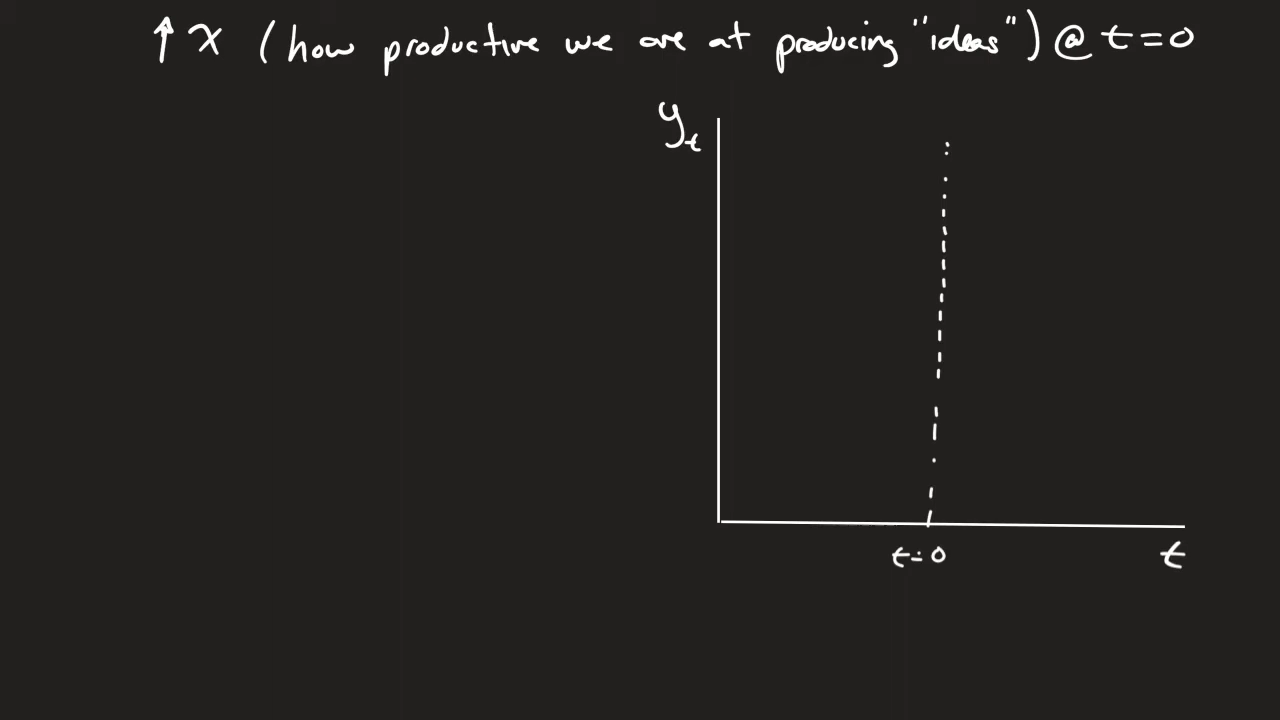 ↑ x (how productive we are at producing "ideas") @ t=0
y_t
t=0
t